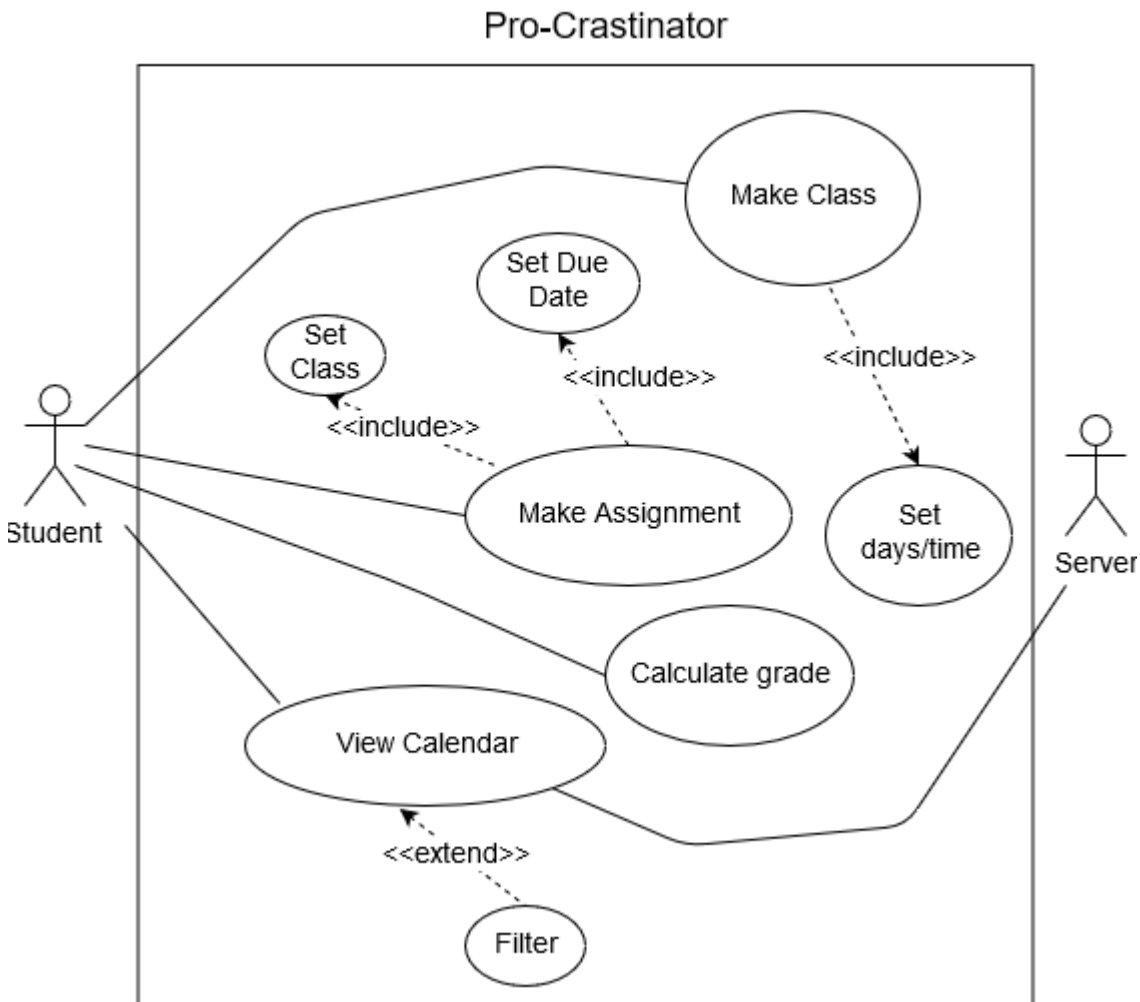 Pro-Crastinator
Make Class
Set Due
Date
Set
Class
<<include>>
<<include>>
<<include>>
Student
Make Assignment
Set
days/time
Server
Calculate grade
View Calendar
<<extend>>
Filter